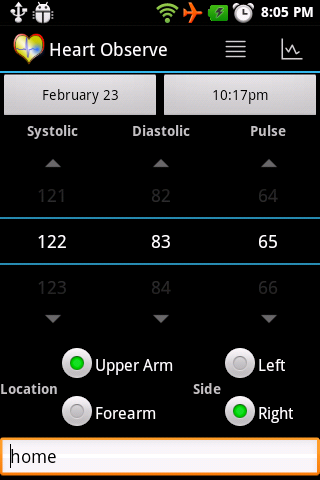 8:05 PM
Heart Observe
February 23 10:17pm
Systolic Diastolic Pulse
121 82 64
122 83 65
123 84 66
Upper Arm Left
Location Side
Forearm Right
home